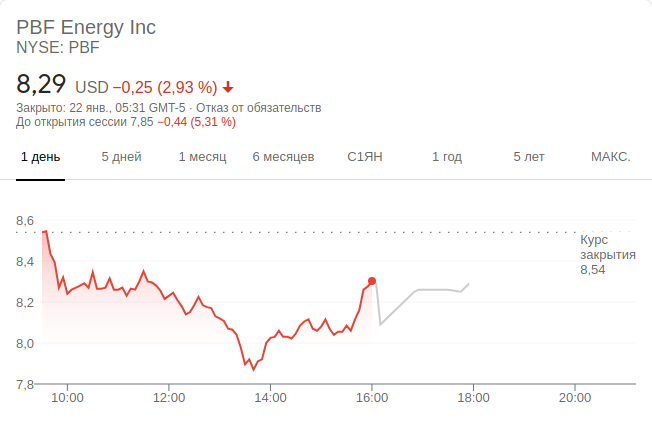 PBF Energy Inc
NYSE: PBF
8,29 USD −0,25 (2,93 %)
Закрыто: 22 янв., 05:31 GMT-5 · Отказ от обязательств
До открытия сессии 7,85 −0,44 (5,31 %)
1 день 5 дней 1 месяц 6 месяцев С1ЯН 1 год 5 лет МАКС.
8,6
Курс
закрытия
8,54
8,4
8,2
8,0
7,8
10:00 12:00 14:00 16:00 18:00 20:00